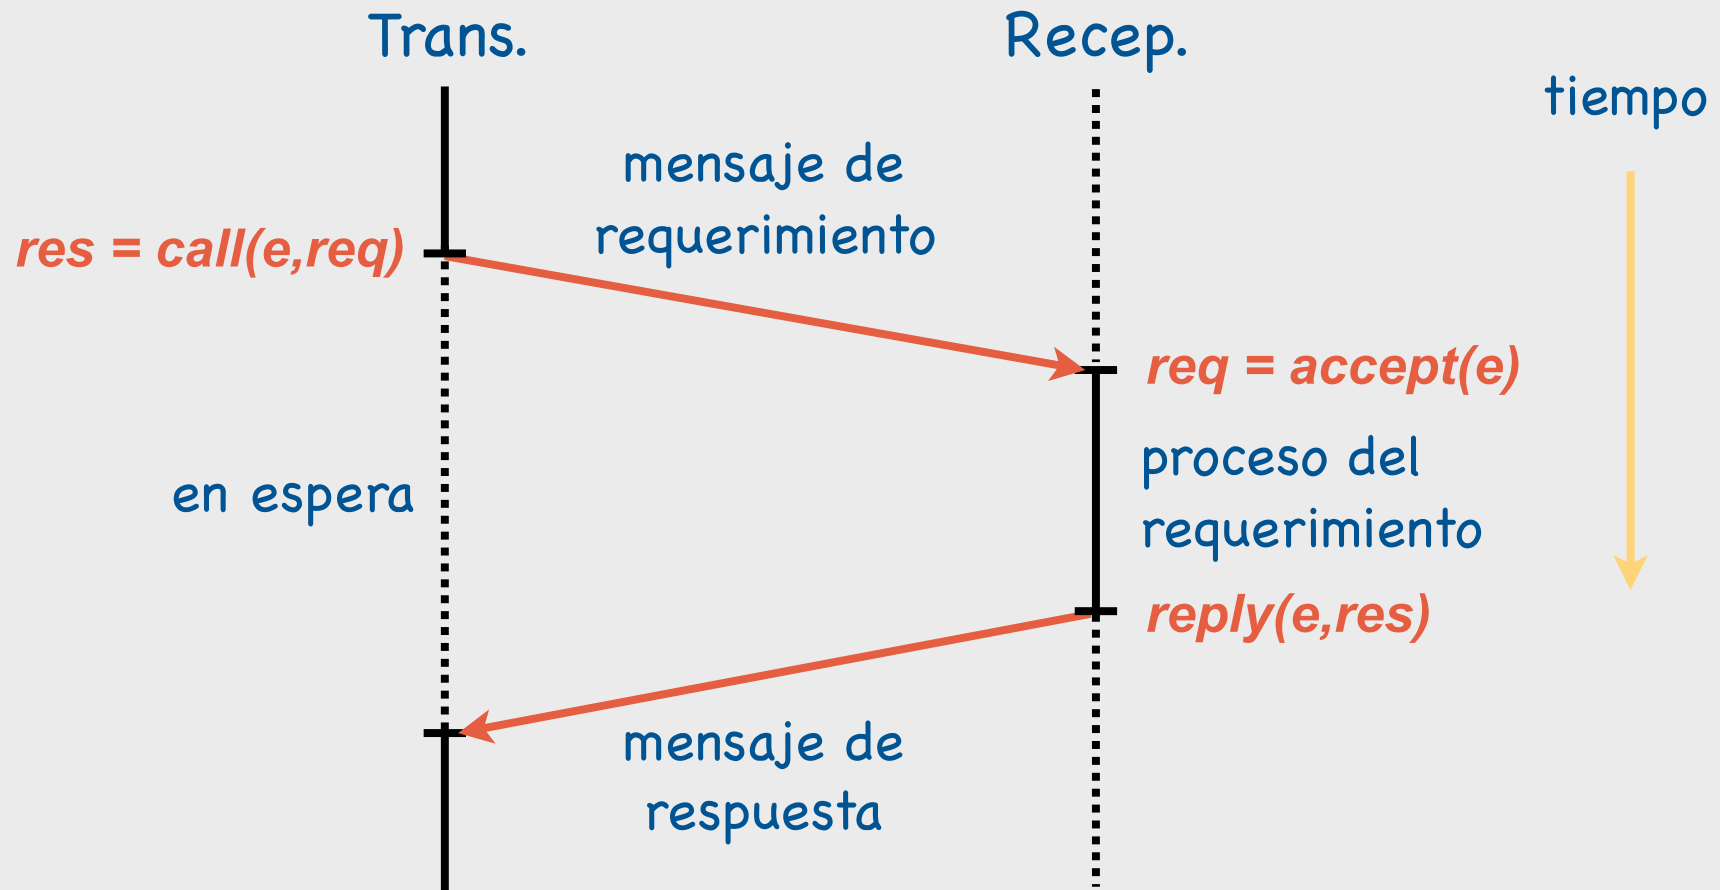 Trans.
Recep.
tiempo
mensaje de
requerimiento
res = call(e,req)
req = accept(e)
en espera
proceso del
requerimiento
reply(e,res)
mensaje de
respuesta